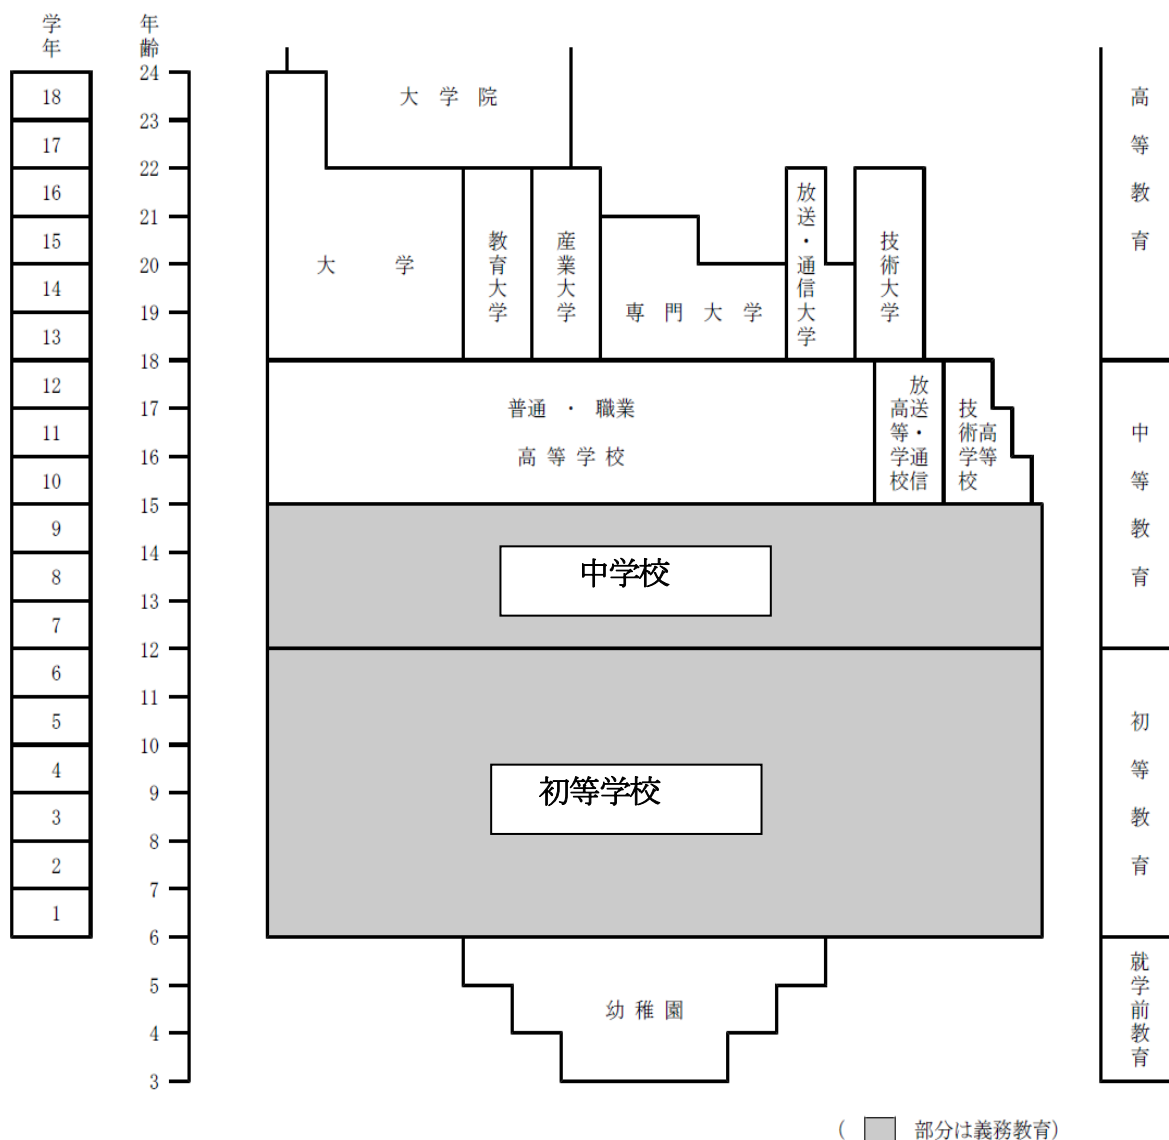 学年
年齢
18
17
16
15
14
13
12
11
10
9
8
7
6
5
4
3
2
1
24
23
22
21
20
19
18
17
16
15
14
13
12
11
10
9
8
7
6
5
4
3
大学院
大学
教育大学
産業大学
専門大学
放送・通信大学
技術大学
普通・職業
高等学校
放送・通信
高等学校
技術学校
高等
中学校
初等学校
幼稚園
高等教育
中等教育
初等教育
就学前教育
( 部分は義務教育)